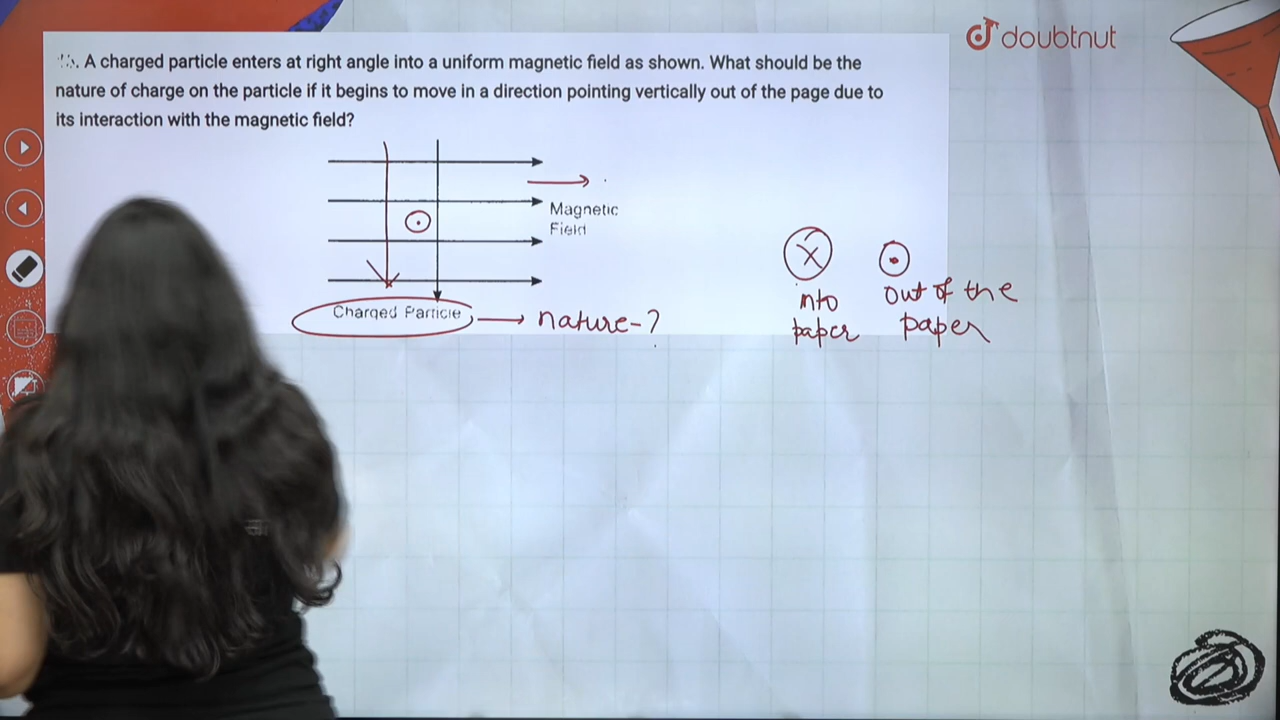 doubtnut
A charged particle enters at right angle into a uniform magnetic field as shown. What should be the
nature of charge on the particle if it begins to move in a direction pointing vertically out of the page due to
its interaction with the magnetic field?
Magnetic
Field
Charged Particle
nature-?
X
into
paper
out of the
paper